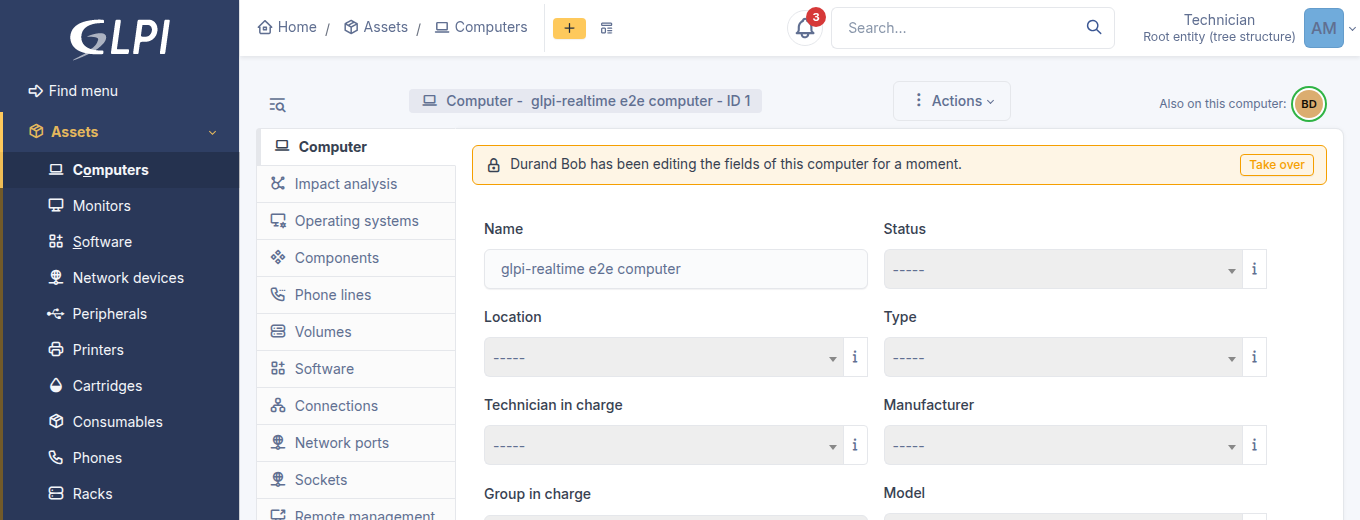 GLPI
Home / Assets / Computers
3
Search...
Technician
Root entity (tree structure)
AM
Find menu
Assets
Computers
Monitors
Software
Network devices
Peripherals
Printers
Cartridges
Consumables
Phones
Racks
Computer - glpi-realtime e2e computer - ID 1
Actions
Also on this computer:
BD
Computer
Impact analysis
Operating systems
Components
Phone lines
Volumes
Software
Connections
Network ports
Sockets
Remote management
Durand Bob has been editing the fields of this computer for a moment.
Take over
Name
glpi-realtime e2e computer
Status
-----
Location
-----
Type
-----
Technician in charge
-----
Manufacturer
-----
Group in charge
Model